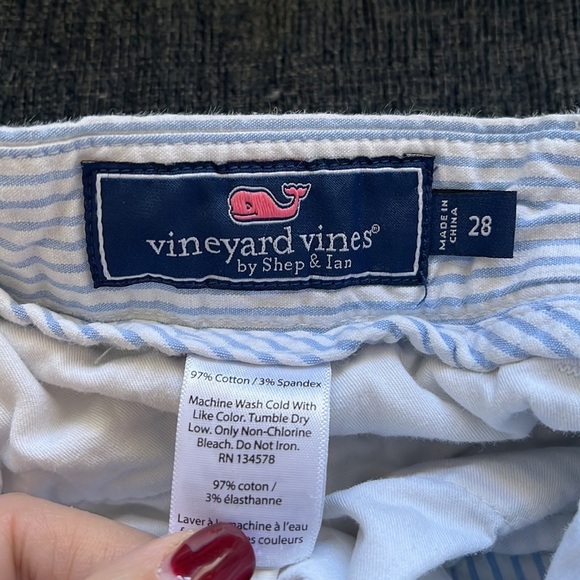 vineyard vines®
by Shep & Ian
MADE IN
CHINA
28
97% Cotton / 3% Spandex
Machine Wash Cold With
Like Color. Tumble Dry
Low. Only Non-Chlorine
Bleach. Do Not Iron.
RN 134578
97% coton /
3% élasthanne
Laver à la machine à l'eau
es couleurs